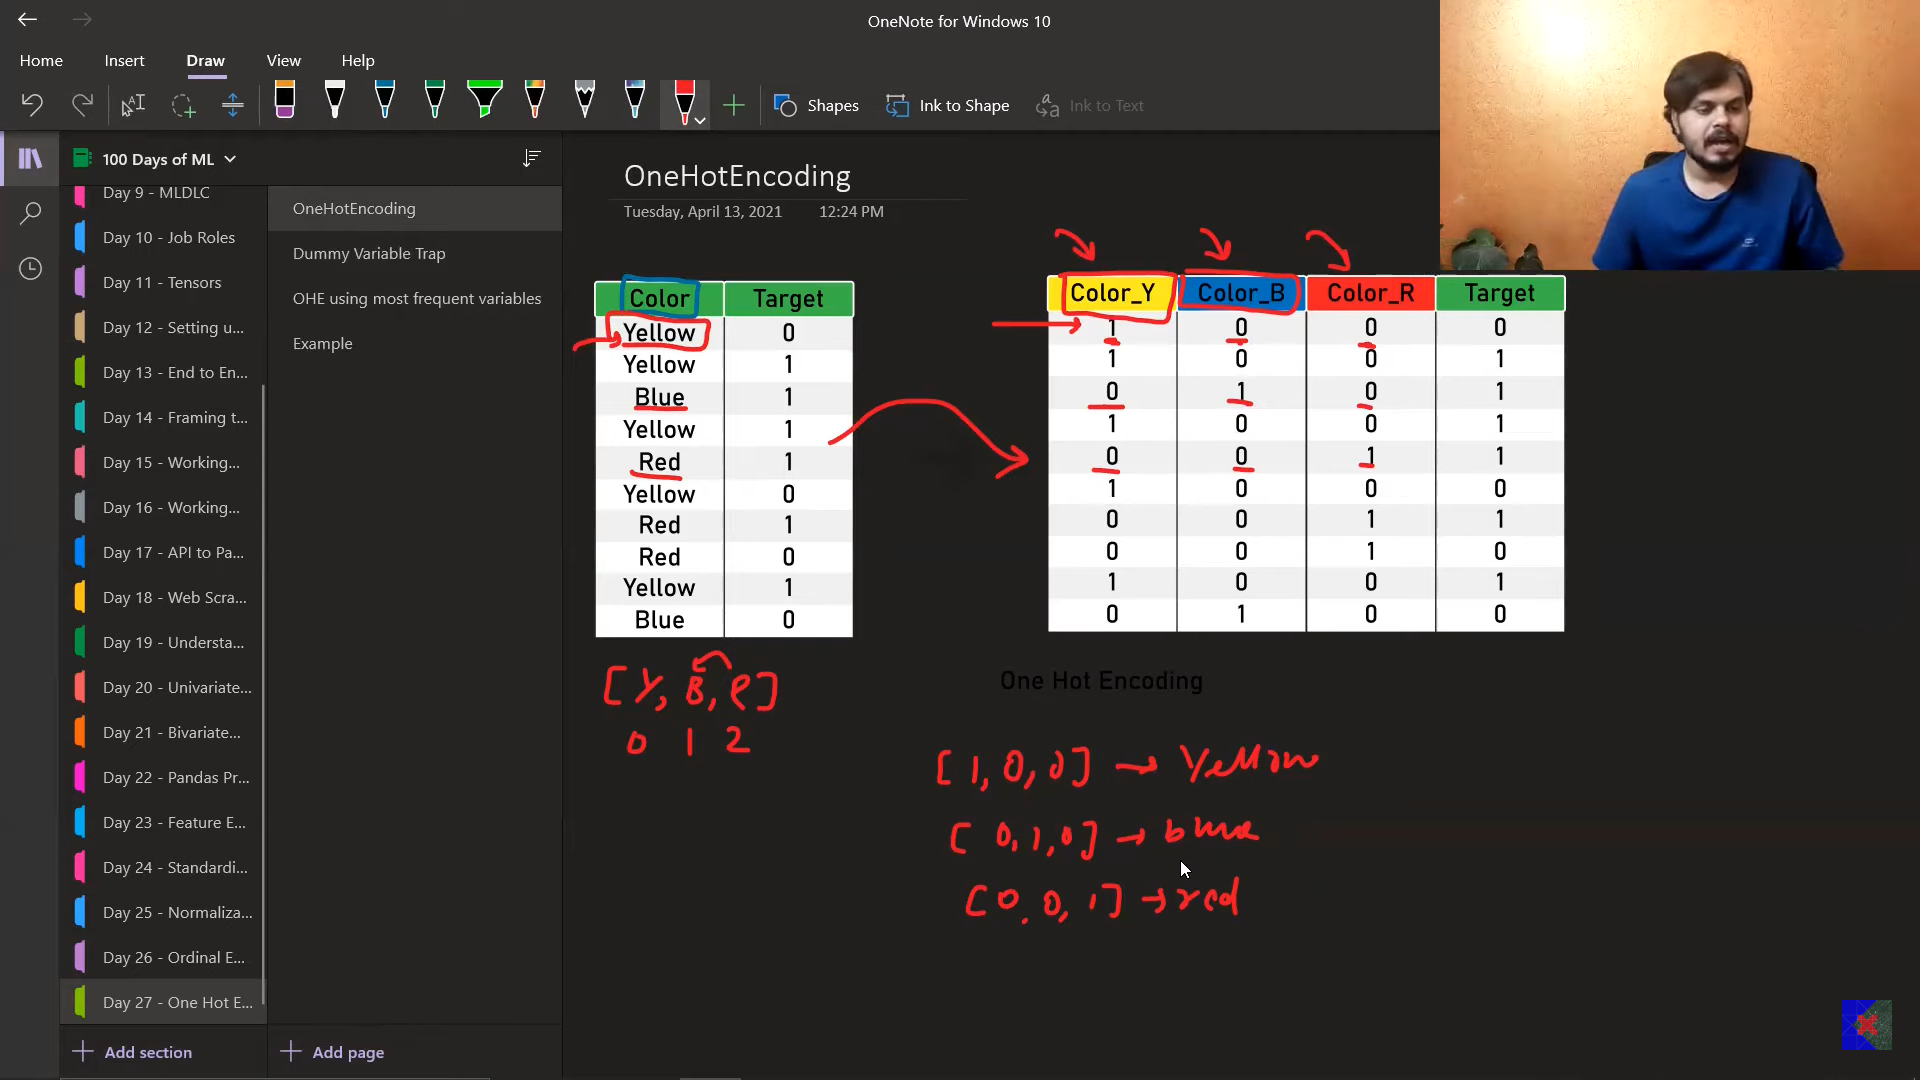 OneNote for Windows 10
Home Insert Draw View Help
Shapes Ink to Shape Ink to Text
100 Days of ML
Day 9 - MLDLC
Day 10 - Job Roles
Day 11 - Tensors
Day 12 - Setting u...
Day 13 - End to En...
Day 14 - Framing t...
Day 15 - Working...
Day 16 - Working...
Day 17 - API to Pa...
Day 18 - Web Scra...
Day 19 - Understa...
Day 20 - Univariate...
Day 21 - Bivariate...
Day 22 - Pandas Pr...
Day 23 - Feature E...
Day 24 - Standardi...
Day 25 - Normaliza...
Day 26 - Ordinal E...
Day 27 - One Hot E...
Add section
OneHotEncoding
Dummy Variable Trap
OHE using most frequent variables
Example
Add page
OneHotEncoding
Tuesday, April 13, 2021 12:24 PM
Color Target
Yellow 0
Yellow 1
Blue 1
Yellow 1
Red 1
Yellow 0
Red 1
Red 0
Yellow 1
Blue 0
[Y, B, R]
0 1 2
Color_Y Color_B Color_R Target
1 0 0 0
1 0 0 1
0 1 0 1
1 0 0 1
0 0 1 1
1 0 0 0
0 0 1 1
0 0 1 0
1 0 0 1
0 1 0 0
One Hot Encoding
[1, 0, 0] → Yellow
[0, 1, 0] → blue
[0, 0, 1] → red